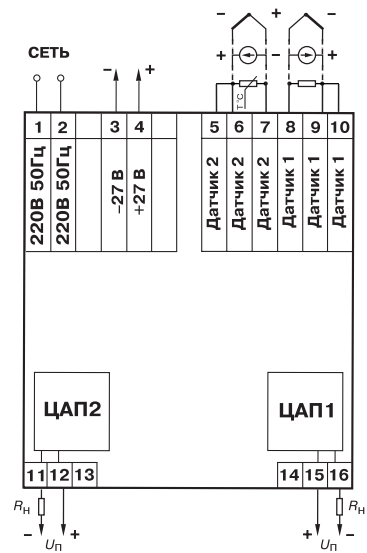 – + –
СЕТЬ
– +
+ – +
T °C
1 2 3 4 5 6 7 8 9 10
220В 50Гц
220В 50Гц
–27 В
+27 В
Датчик 2
Датчик 2
Датчик 2
Датчик 1
Датчик 1
Датчик 1
ЦАП2
ЦАП1
11 12 13 14 15 16
Rн
Rн
– + + –
Uп
Uп